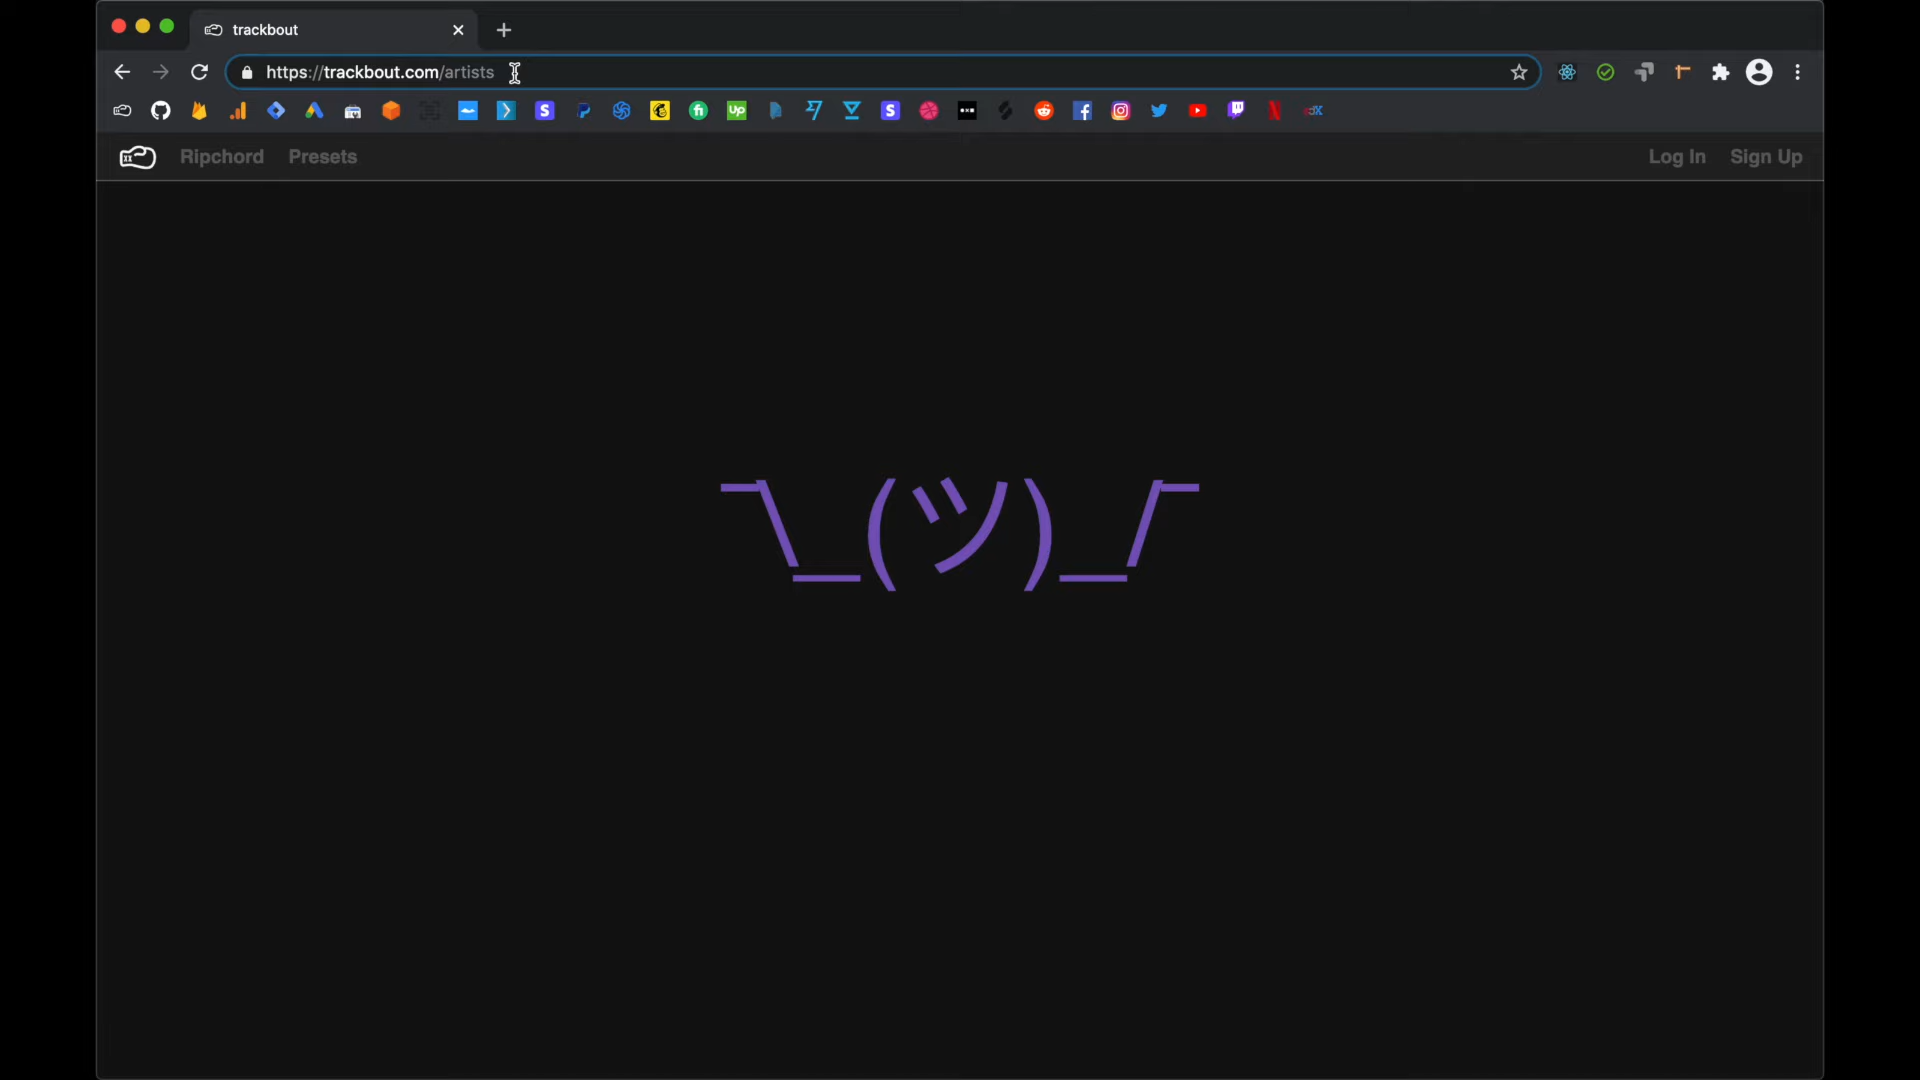 trackbout
https://trackbout.com/artists
Ripchord Presets Log In Sign Up
¯\_(ツ)_/¯